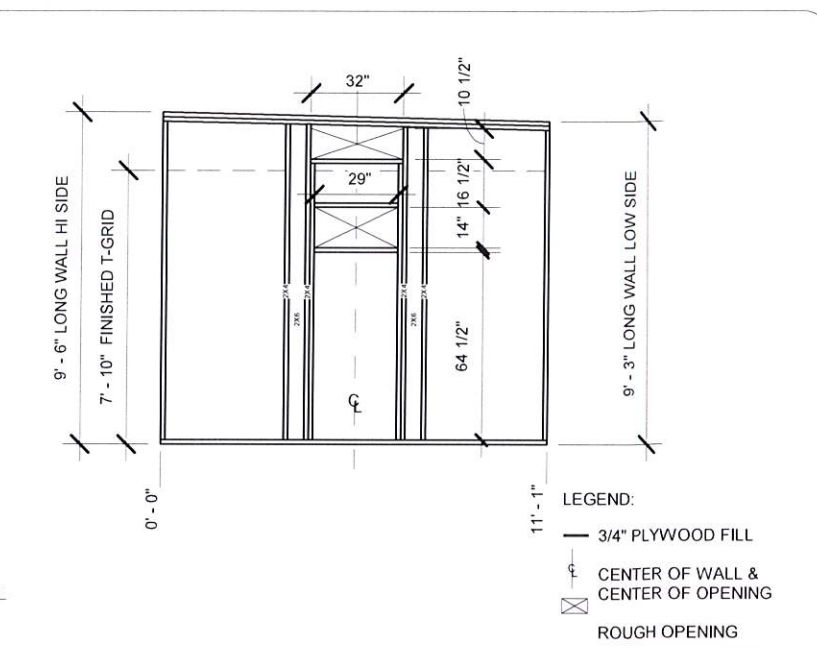 32"
10 1/2"
29"
16 1/2"
14"
9' - 6" LONG WALL HI SIDE
7' - 10" FINISHED T-GRID
2X4
2X4
2X4
2X4
2X6
2X6
64 1/2"
9' - 3" LONG WALL LOW SIDE
CL
0' - 0"
11' - 1"
LEGEND:
3/4" PLYWOOD FILL
CL
CENTER OF WALL &
CENTER OF OPENING
ROUGH OPENING